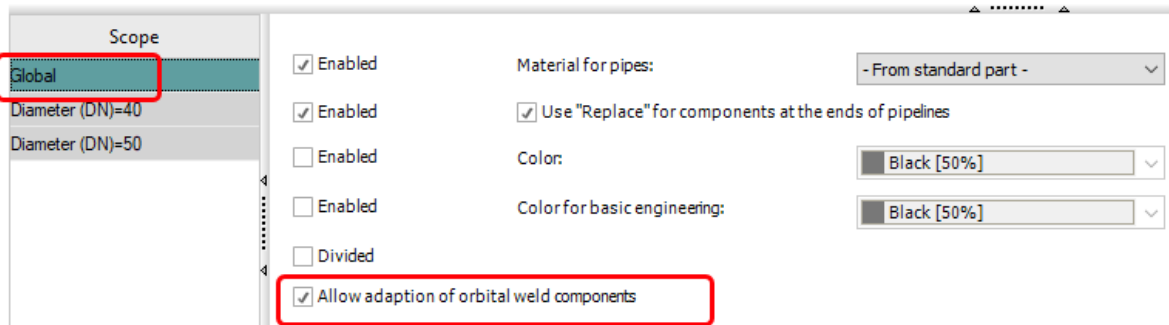 Scope
Global
Diameter (DN)=40
Diameter (DN)=50
Enabled Material for pipes: - From standard part -
Enabled Use "Replace" for components at the ends of pipelines
Enabled Color: Black [50%]
Enabled Color for basic engineering: Black [50%]
Divided
Allow adaption of orbital weld components